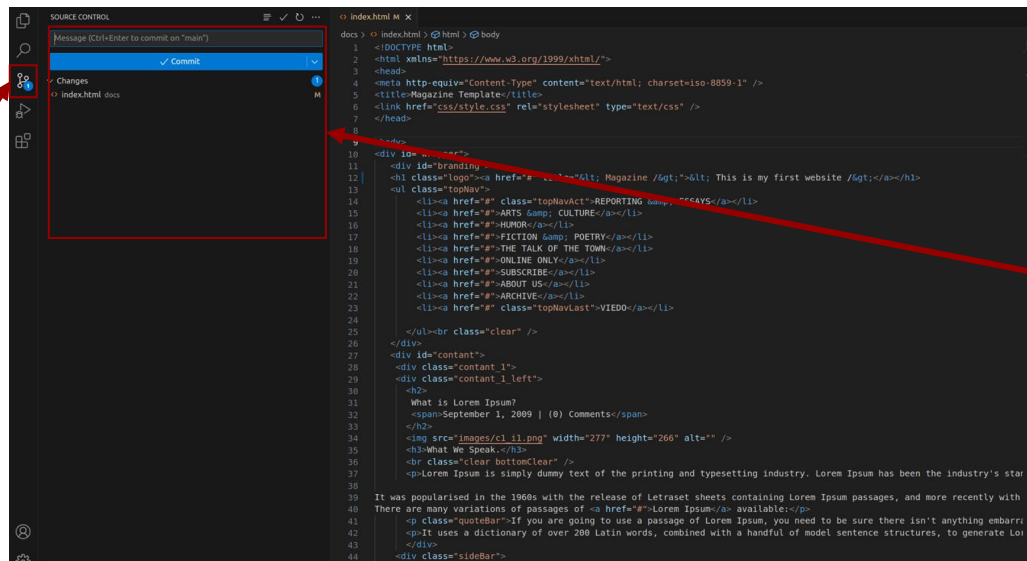 SOURCE CONTROL
Message (Ctrl+Enter to commit on "main")
Commit
Changes 1
index.html docs M
1
index.html M
docs > index.html > html > body
1 <!DOCTYPE html>
2 <html xmlns="https://www.w3.org/1999/xhtml/">
3 <head>
4 <meta http-equiv="Content-Type" content="text/html; charset=iso-8859-1" />
5 <title>Magazine Template</title>
6 <link href="css/style.css" rel="stylesheet" type="text/css" />
7 </head>
8
9 <body>
10 <div id="wrapper">
11 <div id="branding">
12 <h1 class="logo"><a href="#" title="&lt; Magazine /&gt;">&lt; This is my first website /&gt;</a></h1>
13 <ul class="topNav">
14 <li><a href="#" class="topNavAct">REPORTING &amp; ESSAYS</a></li>
15 <li><a href="#">ARTS &amp; CULTURE</a></li>
16 <li><a href="#">HUMOR</a></li>
17 <li><a href="#">FICTION &amp; POETRY</a></li>
18 <li><a href="#">THE TALK OF THE TOWN</a></li>
19 <li><a href="#">ONLINE ONLY</a></li>
20 <li><a href="#">SUBSCRIBE</a></li>
21 <li><a href="#">ABOUT US</a></li>
22 <li><a href="#">ARCHIVE</a></li>
23 <li><a href="#" class="topNavLast">VIEDO</a></li>
24
25 </ul><br class="clear" />
26 </div>
27 <div id="contant">
28 <div class="contant_1">
29 <div class="contant_1_left">
30 <h2>
31 What is Lorem Ipsum?
32 <span>September 1, 2009 | (0) Comments</span>
33 </h2>
34 <img src="images/c1_i1.png" width="277" height="266" alt="" />
35 <h3>What We Speak.</h3>
36 <br class="clear bottomClear" />
37 <p>Lorem Ipsum is simply dummy text of the printing and typesetting industry. Lorem Ipsum has been the industry's star
38
39 It was popularised in the 1960s with the release of Letraset sheets containing Lorem Ipsum passages, and more recently with
40 There are many variations of passages of <a href="#">Lorem Ipsum</a> available:</p>
41 <p class="quoteBar">If you are going to use a passage of Lorem Ipsum, you need to be sure there isn't anything embarra
42 <p>It uses a dictionary of over 200 Latin words, combined with a handful of model sentence structures, to generate Lo
43 </div>
44 <div class="sideBar">